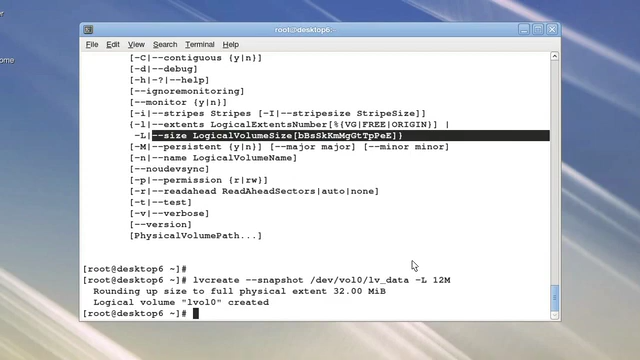 root@desktop6:~
File Edit View Search Terminal Help
[-C|--contiguous {y|n}]
[-d|--debug]
[-h|-?|--help]
[--ignoremonitoring]
[--monitor {y|n}]
[-i|--stripes Stripes [-I|--stripesize StripeSize]]
{-l|--extents LogicalExtentsNumber[%{VG|FREE|ORIGIN}] |
-L|--size LogicalVolumeSize[bBsSkKmMgGtTpPeE]}
[-M|--persistent {y|n}] [--major major] [--minor minor]
[-n|--name LogicalVolumeName]
[--noudevsync]
[-p|--permission {r|rw}]
[-r|--readahead ReadAheadSectors|auto|none]
[-t|--test]
[-v|--verbose]
[--version]
[PhysicalVolumePath...]
[root@desktop6 ~]#
[root@desktop6 ~]# lvcreate --snapshot /dev/vol0/lv_data -L 12M
Rounding up size to full physical extent 32.00 MiB
Logical volume "lvol0" created
[root@desktop6 ~]#